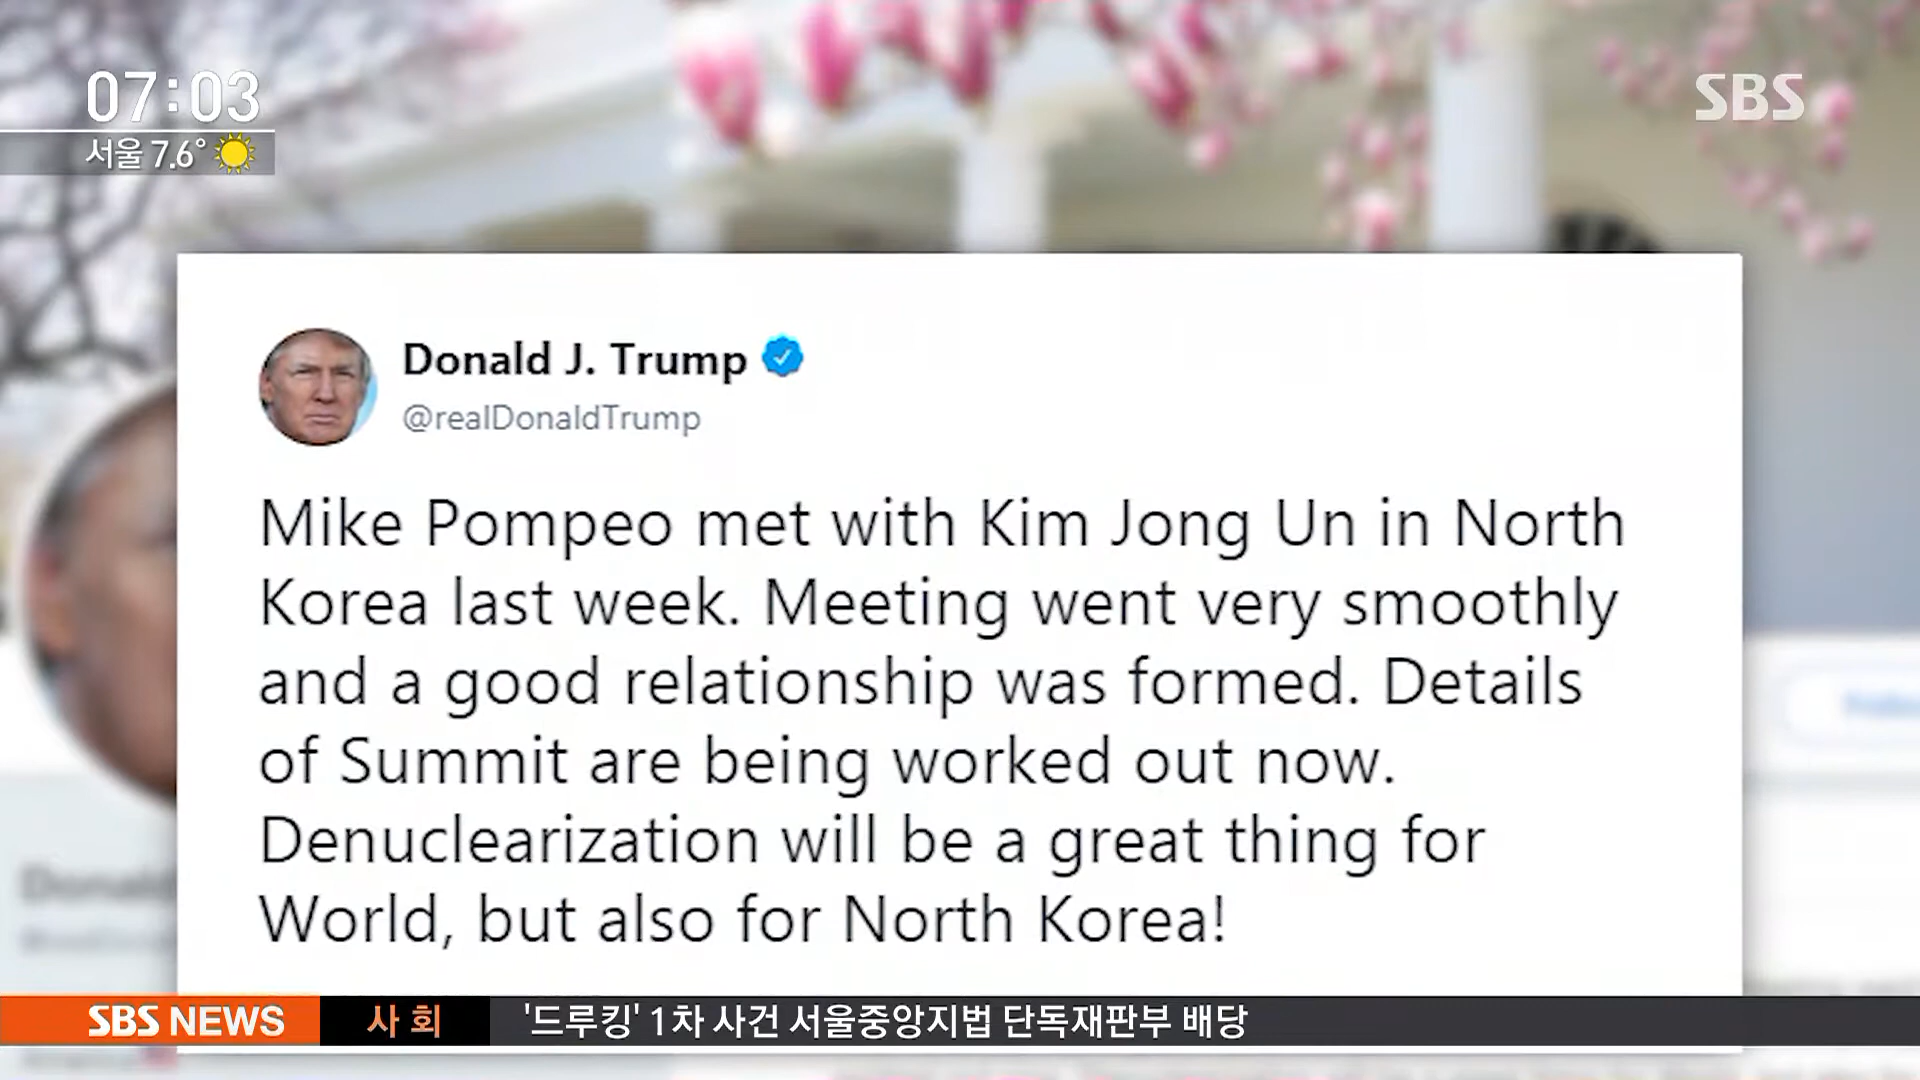 07:03
SBS
서울 7.6°
Donald J. Trump
@realDonaldTrump
Mike Pompeo met with Kim Jong Un in North
Korea last week. Meeting went very smoothly
and a good relationship was formed. Details
of Summit are being worked out now.
Denuclearization will be a great thing for
World, but also for North Korea!
Donald
SBS NEWS 사회 '드루킹' 1차 사건 서울중앙지법 단독재판부 배당